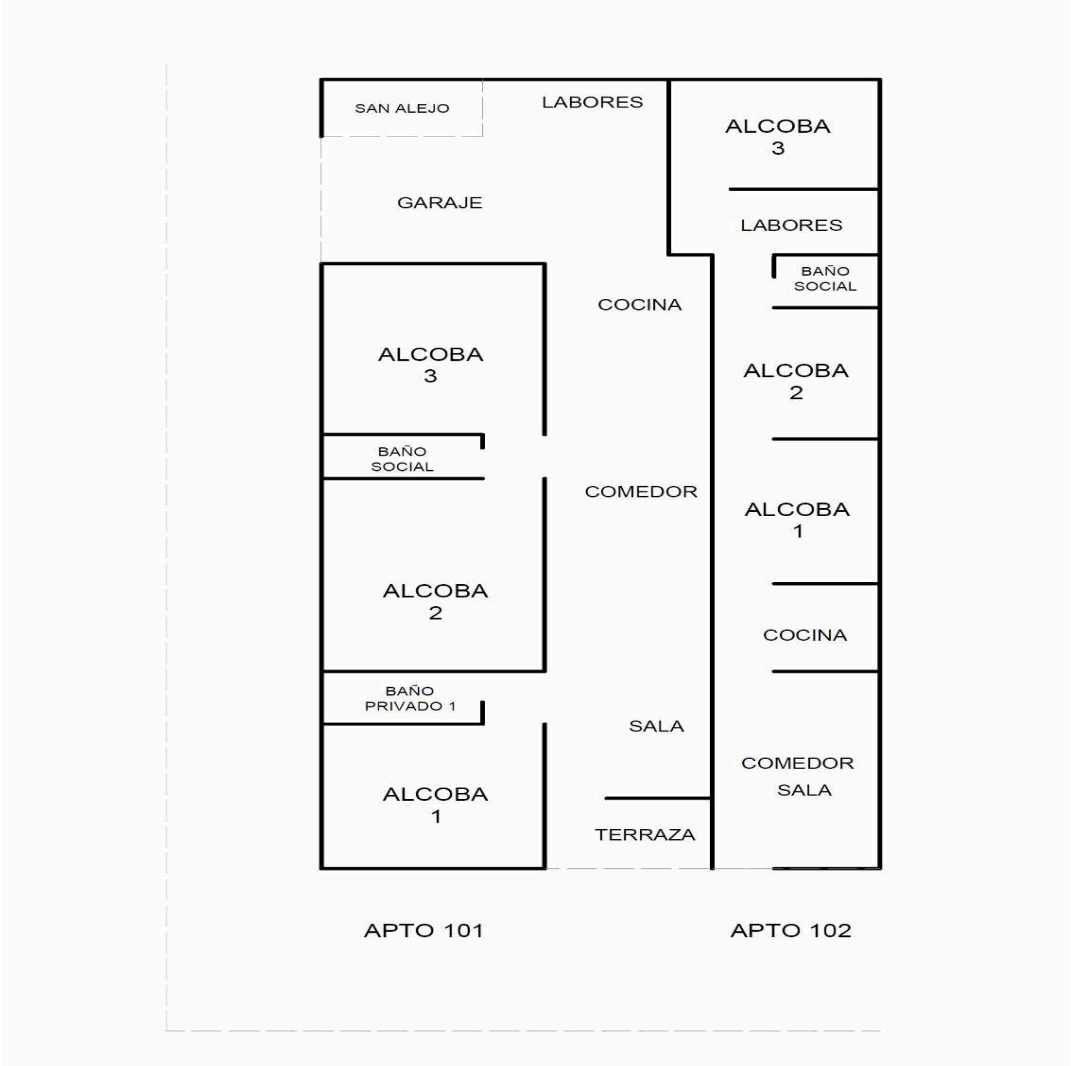 SAN ALEJO
LABORES
GARAJE
COCINA
ALCOBA
3
BAÑO
SOCIAL
COMEDOR
ALCOBA
2
BAÑO
PRIVADO 1
SALA
ALCOBA
1
TERRAZA
APTO 101
ALCOBA
3
LABORES
BAÑO
SOCIAL
ALCOBA
2
ALCOBA
1
COCINA
COMEDOR
SALA
APTO 102